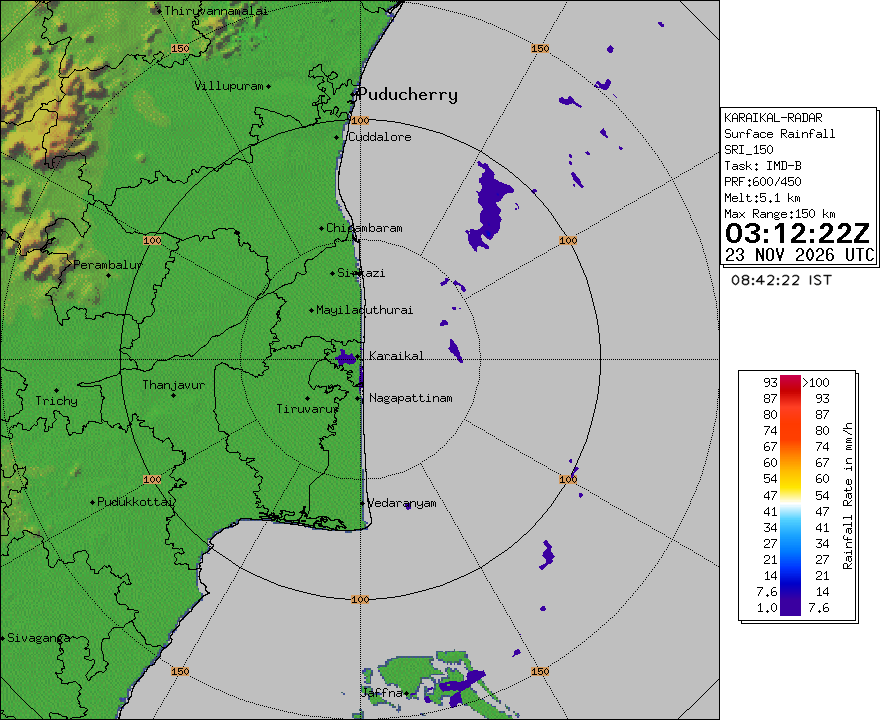 Thiruvannamalai
150
150
Villupuram
Puducherry
100
Cuddalore
Chidambaram
100
100
Perambalur
Sirkazi
Mayiladuthurai
Karaikal
Thanjavur
Trichy
Nagapattinam
Tiruvarur
100
100
Pudukkottai
Vedaranyam
100
Sivaganga
150
150
Jaffna
KARAIKAL-RADAR
Surface Rainfall
SRI_150
Task: IMD-B
PRF:600/450
Melt:5.1 km
Max Range:150 km
03:12:22Z
23 NOV 2026 UTC
08:42:22 IST
93 >100
87 93
80 87
74 80
67 74
60 67
54 60
47 54
41 47
34 41
27 34
21 27
14 21
7.6 14
1.0 7.6
Rainfall Rate in mm/h